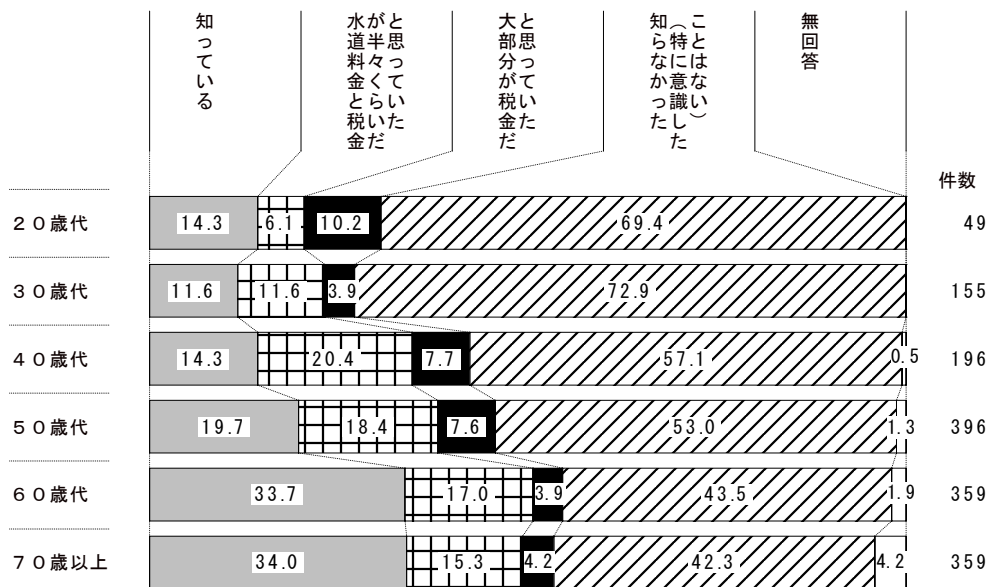 知っている
と思っていた
が半々くらいだ
水道料金と税金
と思っていた
大部分が税金だ
ことはない）
（特に意識した
知らなかった
無回答
件数
２０歳代 14.3 6.1 10.2 69.4 49
３０歳代 11.6 11.6 3.9 72.9 155
４０歳代 14.3 20.4 7.7 57.1 0.5 196
５０歳代 19.7 18.4 7.6 53.0 1.3 396
６０歳代 33.7 17.0 3.9 43.5 1.9 359
７０歳以上 34.0 15.3 4.2 42.3 4.2 359